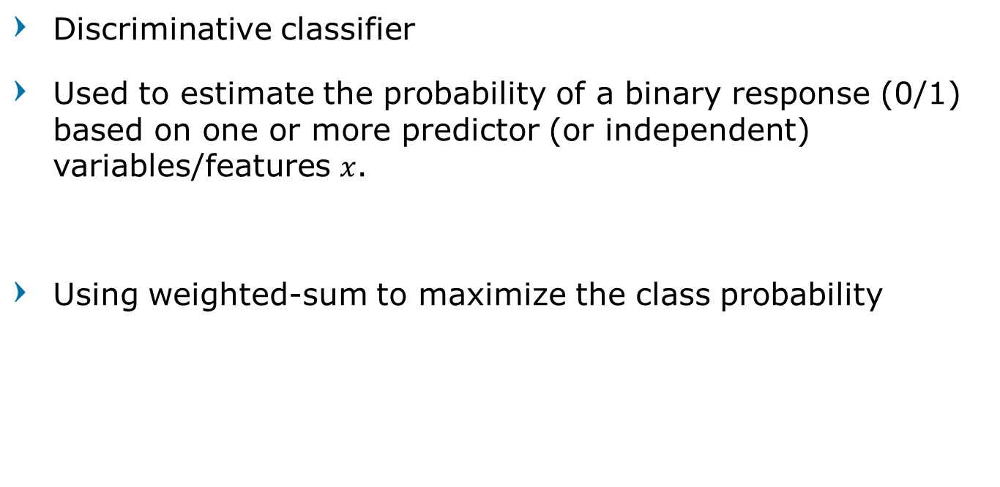 Discriminative classifier
Used to estimate the probability of a binary response (0/1)
based on one or more predictor (or independent)
variables/features x.
Using weighted-sum to maximize the class probability